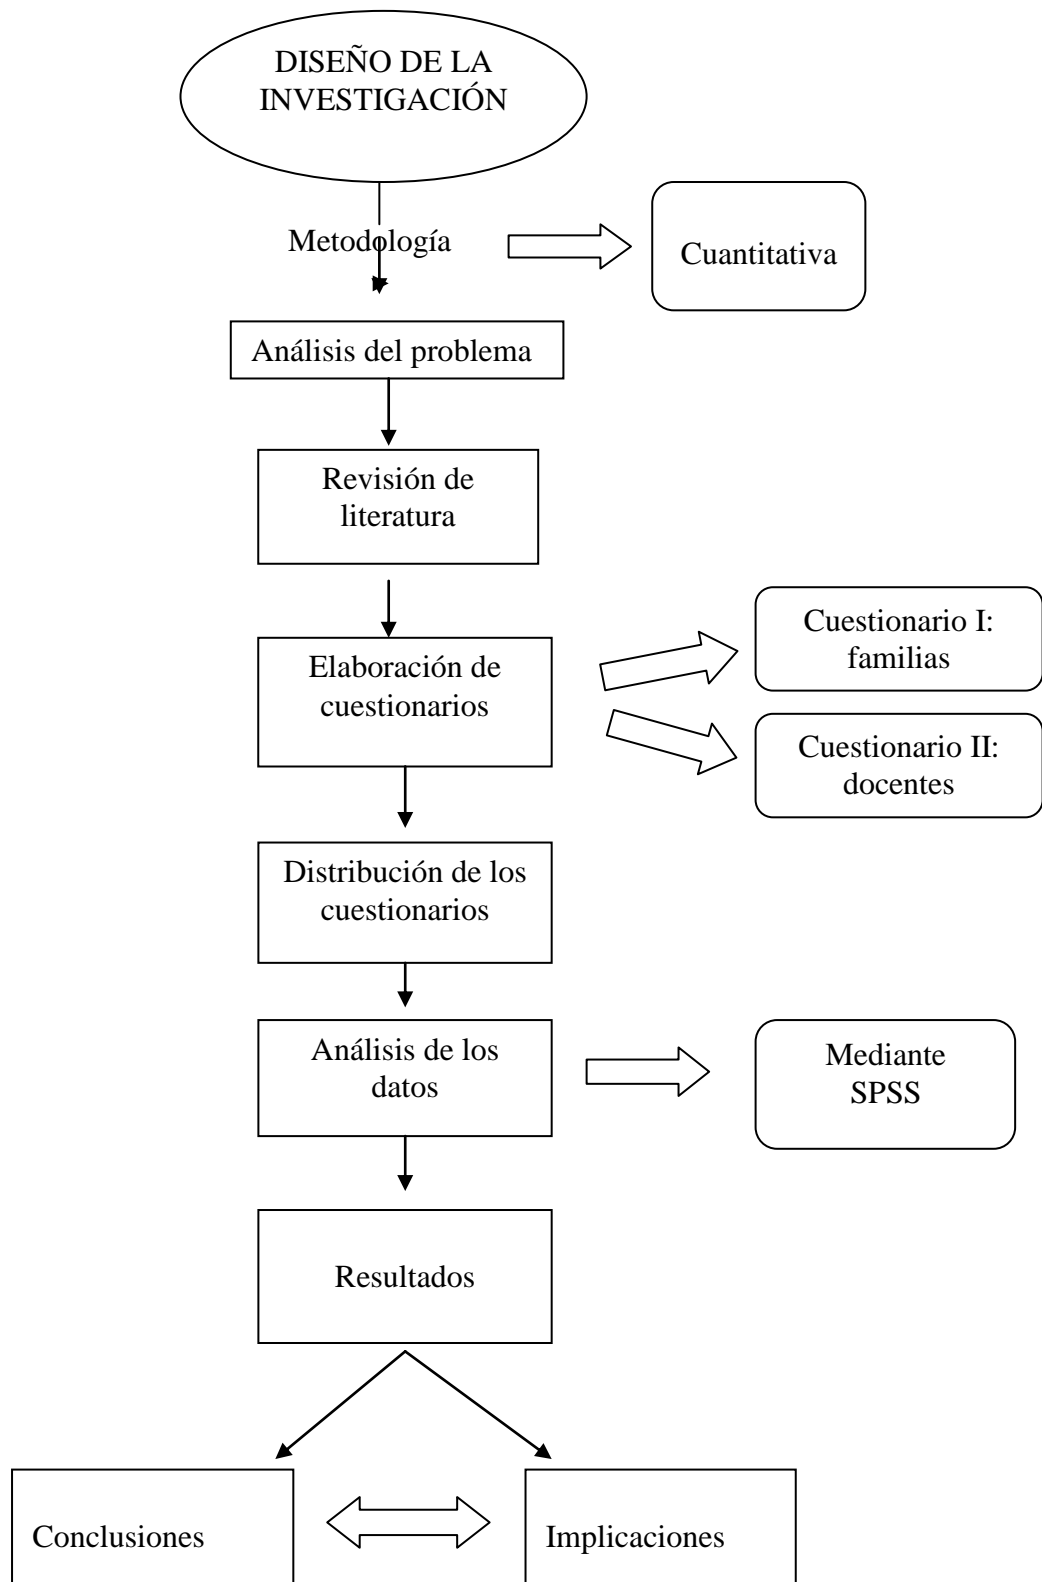 DISEÑO DE LA
INVESTIGACIÓN
Metodología
Cuantitativa
Análisis del problema
Revisión de
literatura
Elaboración de
cuestionarios
Cuestionario I:
familias
Cuestionario II:
docentes
Distribución de los
cuestionarios
Análisis de los
datos
Mediante
SPSS
Resultados
Conclusiones
Implicaciones